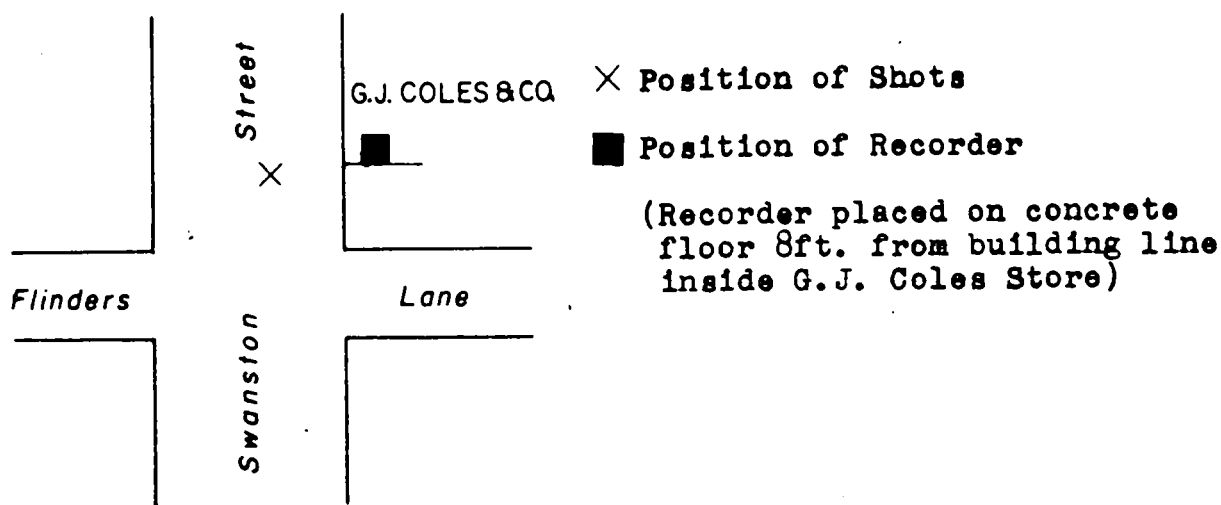 Street
G.J. COLES & CO.
Position of Shots
Position of Recorder
(Recorder placed on concrete
floor 8ft. from building line
inside G.J. Coles Store)
Flinders
Lane
Swanston